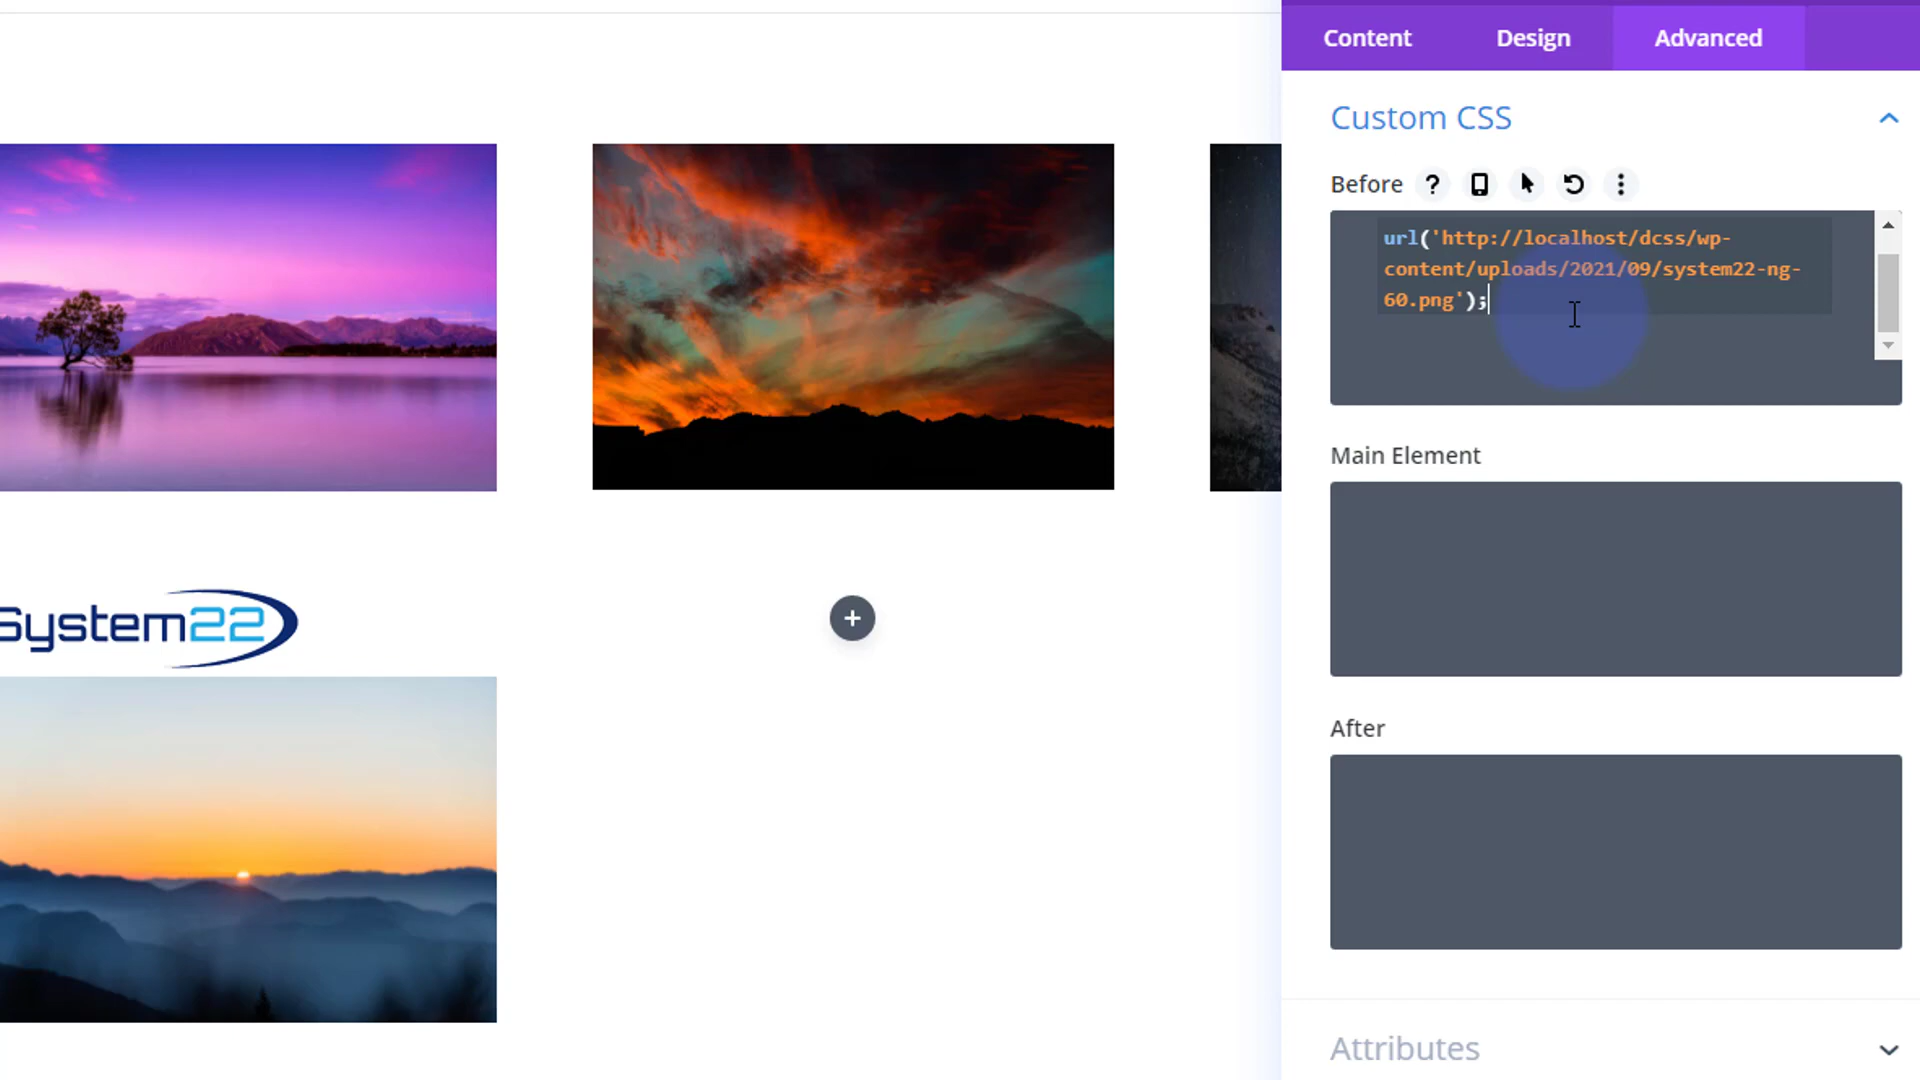 Content Design Advanced
Custom CSS
Before ?
url('http://localhost/dcss/wp-
content/uploads/2021/09/system22-ng-
60.png');
Main Element
System22
After
Attributes